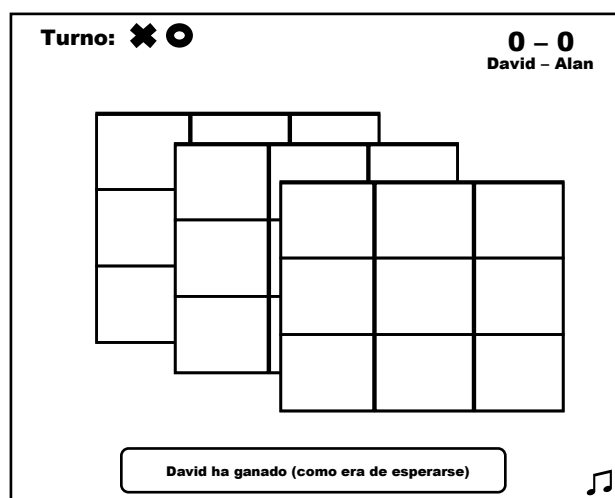 Turno:
0 – 0
David – Alan
David ha ganado (como era de esperarse)